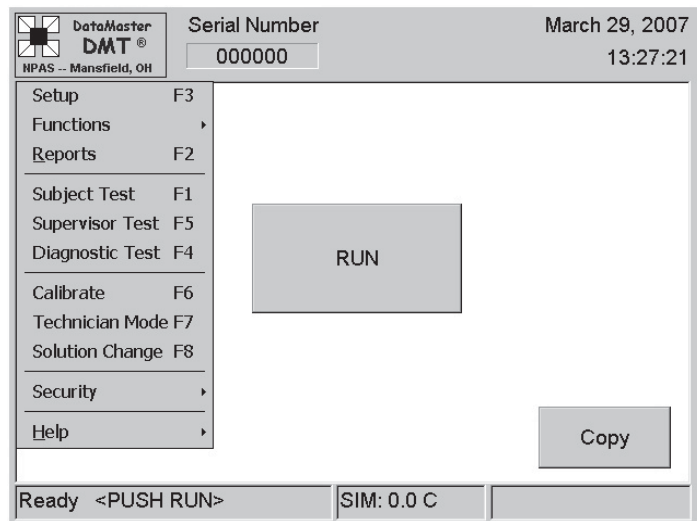 DataMaster
DMT ®
NPAS -- Mansfield, OH
Serial Number
000000
March 29, 2007
13:27:21
Setup F3
Functions
Reports F2
Subject Test F1
Supervisor Test F5
Diagnostic Test F4
Calibrate F6
Technician Mode F7
Solution Change F8
Security
Help
RUN
Copy
Ready <PUSH RUN>
SIM: 0.0 C